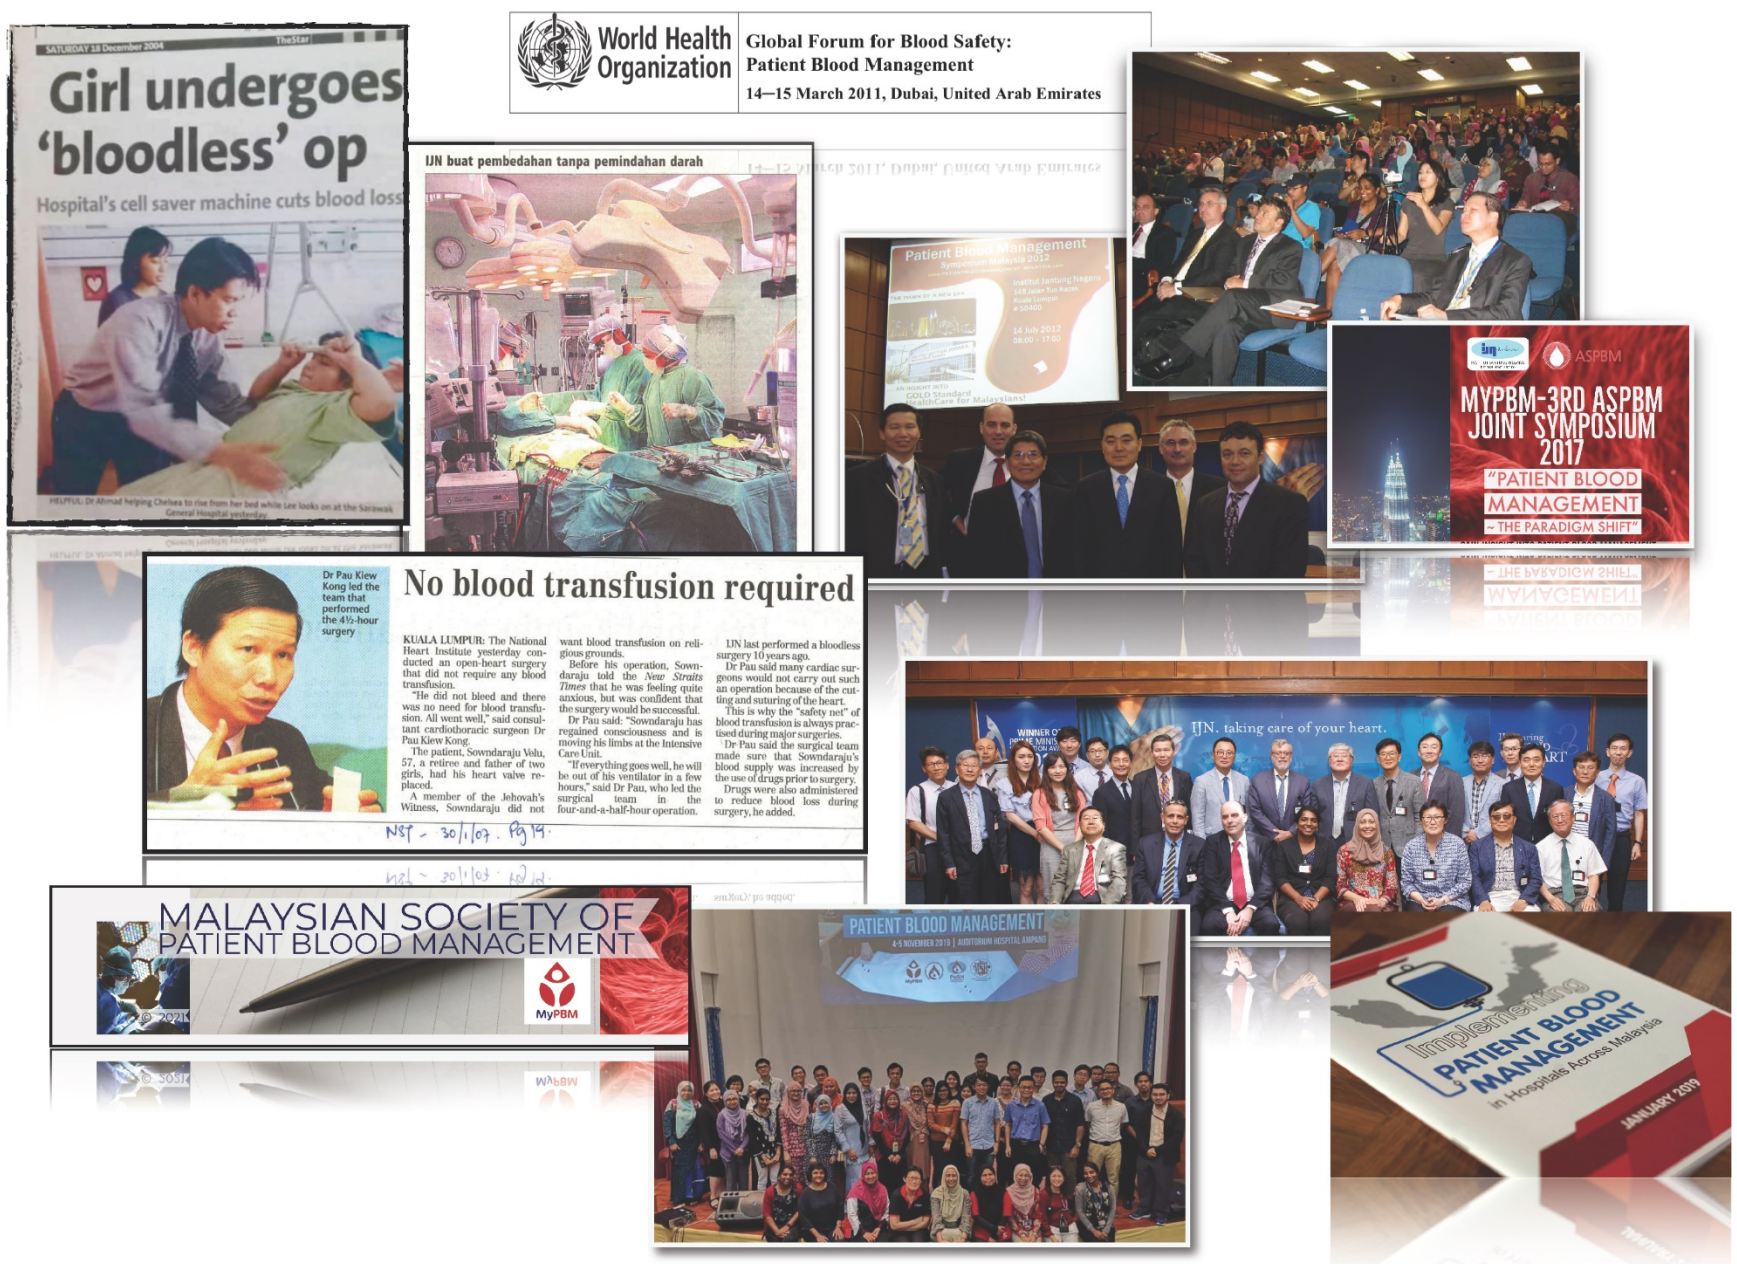 SATURDAY 18 December 2004
TheStar
Girl undergoes
'bloodless' op
Hospital's cell saver machine cuts blood loss
HELPFUL: Dr Ahmad helping Chelsea to rise from her bed while Lee looks on at the Sarawak
General Hospital yesterday.
World Health
Organization
Global Forum for Blood Safety:
Patient Blood Management
14—15 March 2011, Dubai, United Arab Emirates
IJN buat pembedahan tanpa pemindahan darah
Patient Blood Management
Symposium Malaysia 2012
Institut Jantung Negara
145 Jalan Tun Razak
Kuala Lumpur
14 July 2012
08.00 - 17.00
AN INSIGHT INTO
GOLD Standard
HealthCare for Malaysians!
ijn
ASPBM
MYPBM-3RD ASPBM
JOINT SYMPOSIUM
2017
"PATIENT BLOOD
MANAGEMENT
~ THE PARADIGM SHIFT"
Dr Pau Kiew
Kong led the
team that
performed
the 4½-hour
surgery
No blood transfusion required
KUALA LUMPUR: The National
Heart Institute yesterday con-
ducted an open-heart surgery
that did not require any blood
transfusion.
"He did not bleed and there
was no need for blood transfu-
sion. All went well," said consul-
tant cardiothoracic surgeon Dr
Pau Kiew Kong.
The patient, Sowndaraju Velu,
57, a retiree and father of two
girls, had his heart valve re-
placed.
A member of the Jehovah's
Witness, Sowndaraju did not
want blood transfusion on reli-
gious grounds.
Before his operation, Sown-
daraju told the New Straits
Times that he was feeling quite
anxious, but was confident that
the surgery would be successful.
Dr Pau said: "Sowndaraju has
regained consciousness and is
moving his limbs at the Intensive
Care Unit.
"If everything goes well, he will
be out of his ventilator in a few
hours," said Dr Pau, who led the
surgical team in the
four-and-a-half-hour operation.
IJN last performed a bloodless
surgery 10 years ago.
Dr Pau said many cardiac sur-
geons would not carry out such
an operation because of the cut-
ting and suturing of the heart.
This is why the "safety net" of
blood transfusion is always prac-
tised during major surgeries.
Dr Pau said the surgical team
made sure that Sowndaraju's
blood supply was increased by
the use of drugs prior to surgery.
Drugs were also administered
to reduce blood loss during
surgery, he added.
NST - 30/1/07. Pg 19.
WINNER OF
IJN. taking care of your heart.
MALAYSIAN SOCIETY OF
PATIENT BLOOD MANAGEMENT
© 2021
MyPBM
PATIENT BLOOD MANAGEMENT
4-5 NOVEMBER 2019 | AUDITORIUM HOSPITAL AMPANG
MyPBM
Implementing
PATIENT BLOOD
MANAGEMENT
in Hospitals Across Malaysia
JANUARY 2019